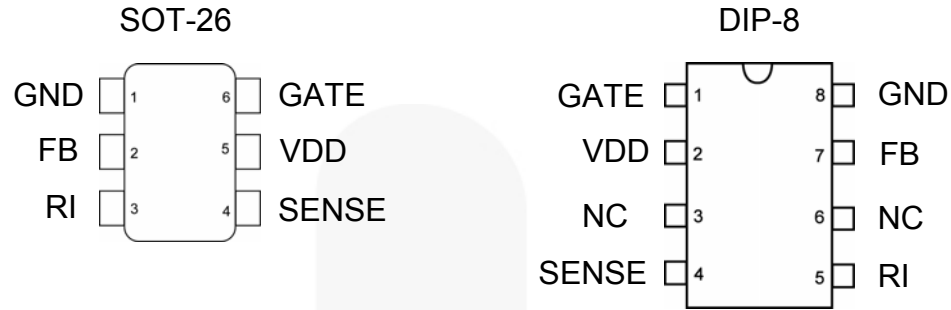 SOT-26 DIP-8
GND 1 6 GATE GATE 1 8 GND
FB 2 5 VDD VDD 2 7 FB
RI 3 4 SENSE NC 3 6 NC
SENSE 4 5 RI